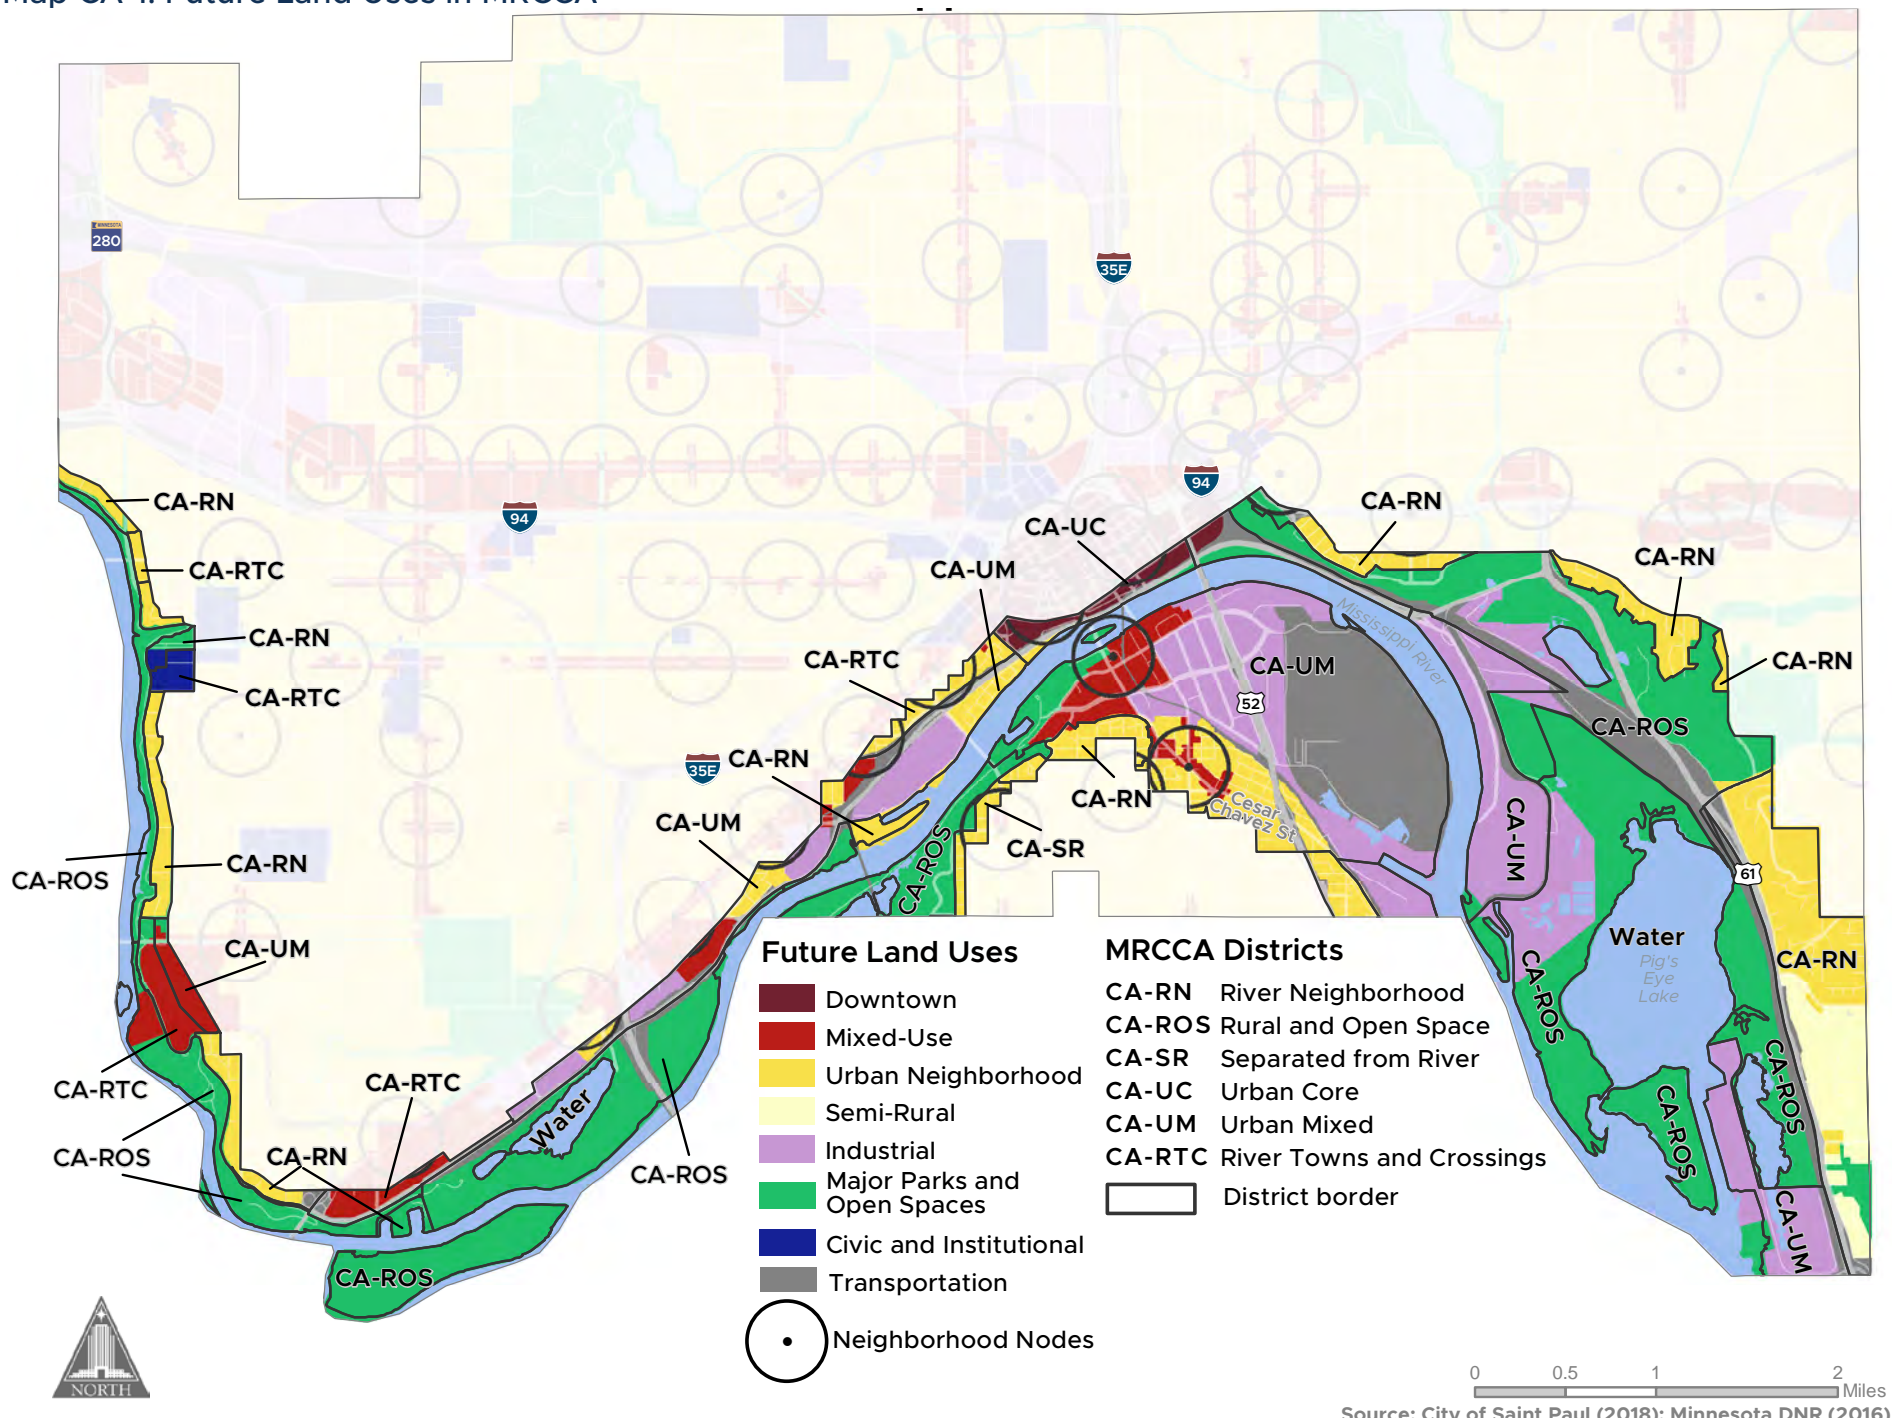 Map CA-1. Future Land Uses in MRCCA
MINNESOTA
280
35E
94
94
CA-RN
CA-RN
CA-UC
CA-RN
CA-RTC
CA-UM
Mississippi River
CA-RN
CA-RTC
CA-UM
CA-RN
CA-RTC
52
CA-ROS
35E
CA-RN
CA-RN
Cesar
Chavez St
CA-UM
CA-SR
CA-UM
CA-RN
CA-ROS
CA-ROS
61
CA-UM
Water
Pig's
Eye
Lake
CA-RN
CA-ROS
CA-RTC
CA-RTC
CA-ROS
CA-RN
Water
CA-ROS
CA-ROS
CA-ROS
CA-ROS
CA-UM
Future Land Uses
Downtown
Mixed-Use
Urban Neighborhood
Semi-Rural
Industrial
Major Parks and
Open Spaces
Civic and Institutional
Transportation
Neighborhood Nodes
MRCCA Districts
CA-RN River Neighborhood
CA-ROS Rural and Open Space
CA-SR Separated from River
CA-UC Urban Core
CA-UM Urban Mixed
CA-RTC River Towns and Crossings
District border
NORTH
0 0.5 1 2
Miles
Source: City of Saint Paul (2018); Minnesota DNR (2016)